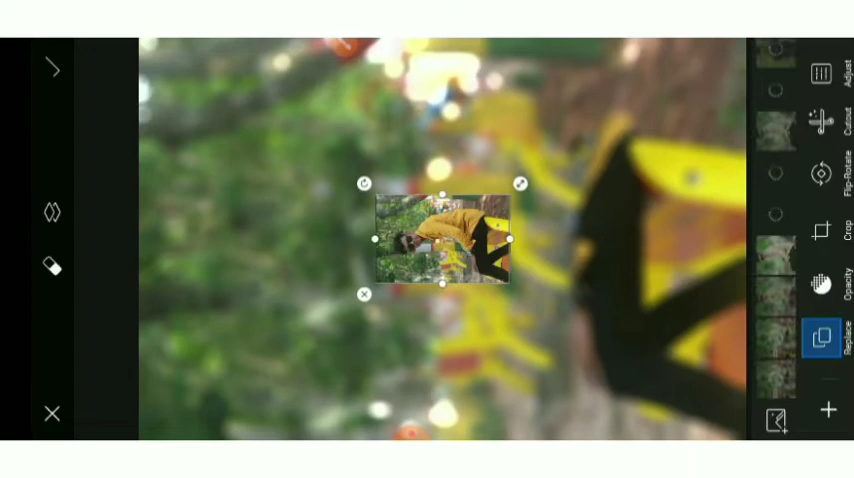 Adjust
Cutout
Flip-Rotate
Crop
Opacity
Replace